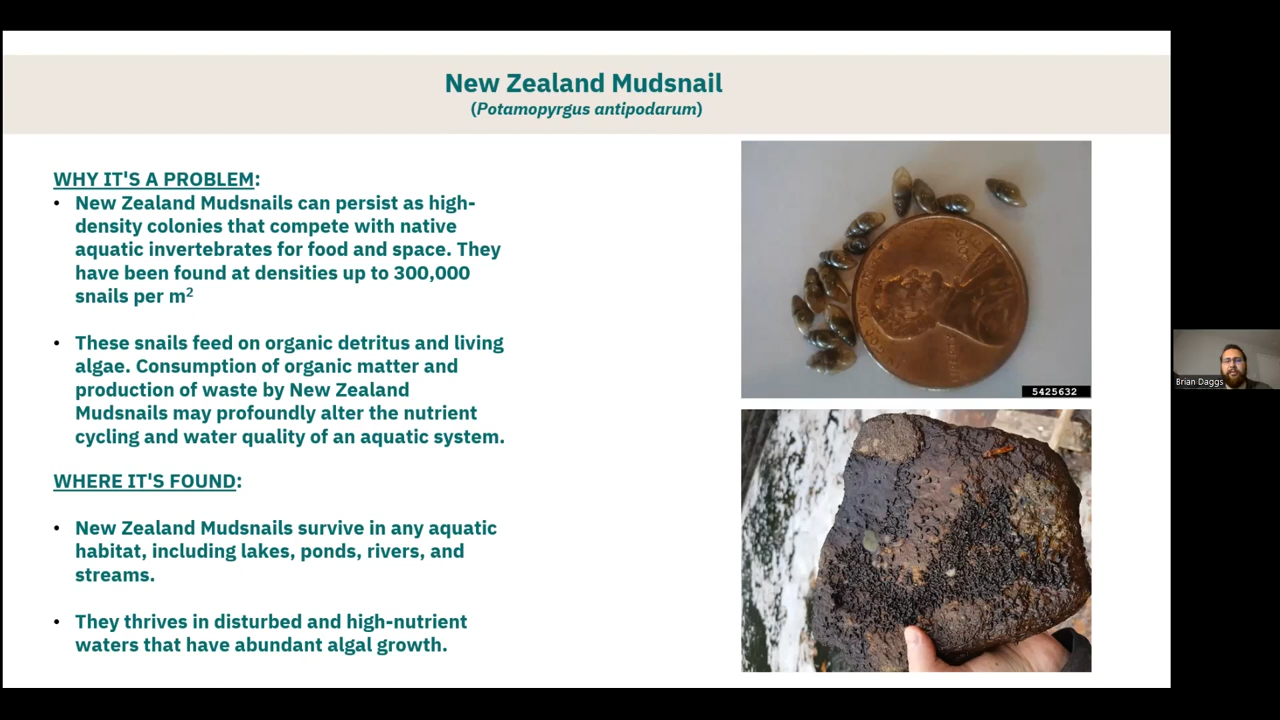 New Zealand Mudsnail
(Potamopyrgus antipodarum)
WHY IT'S A PROBLEM:
• New Zealand Mudsnails can persist as high-
density colonies that compete with native
aquatic invertebrates for food and space. They
have been found at densities up to 300,000
snails per m²
• These snails feed on organic detritus and living
algae. Consumption of organic matter and
production of waste by New Zealand
Mudsnails may profoundly alter the nutrient
cycling and water quality of an aquatic system.
WHERE IT'S FOUND:
• New Zealand Mudsnails survive in any aquatic
habitat, including lakes, ponds, rivers, and
streams.
• They thrives in disturbed and high-nutrient
waters that have abundant algal growth.
5425632
Brian Daggs